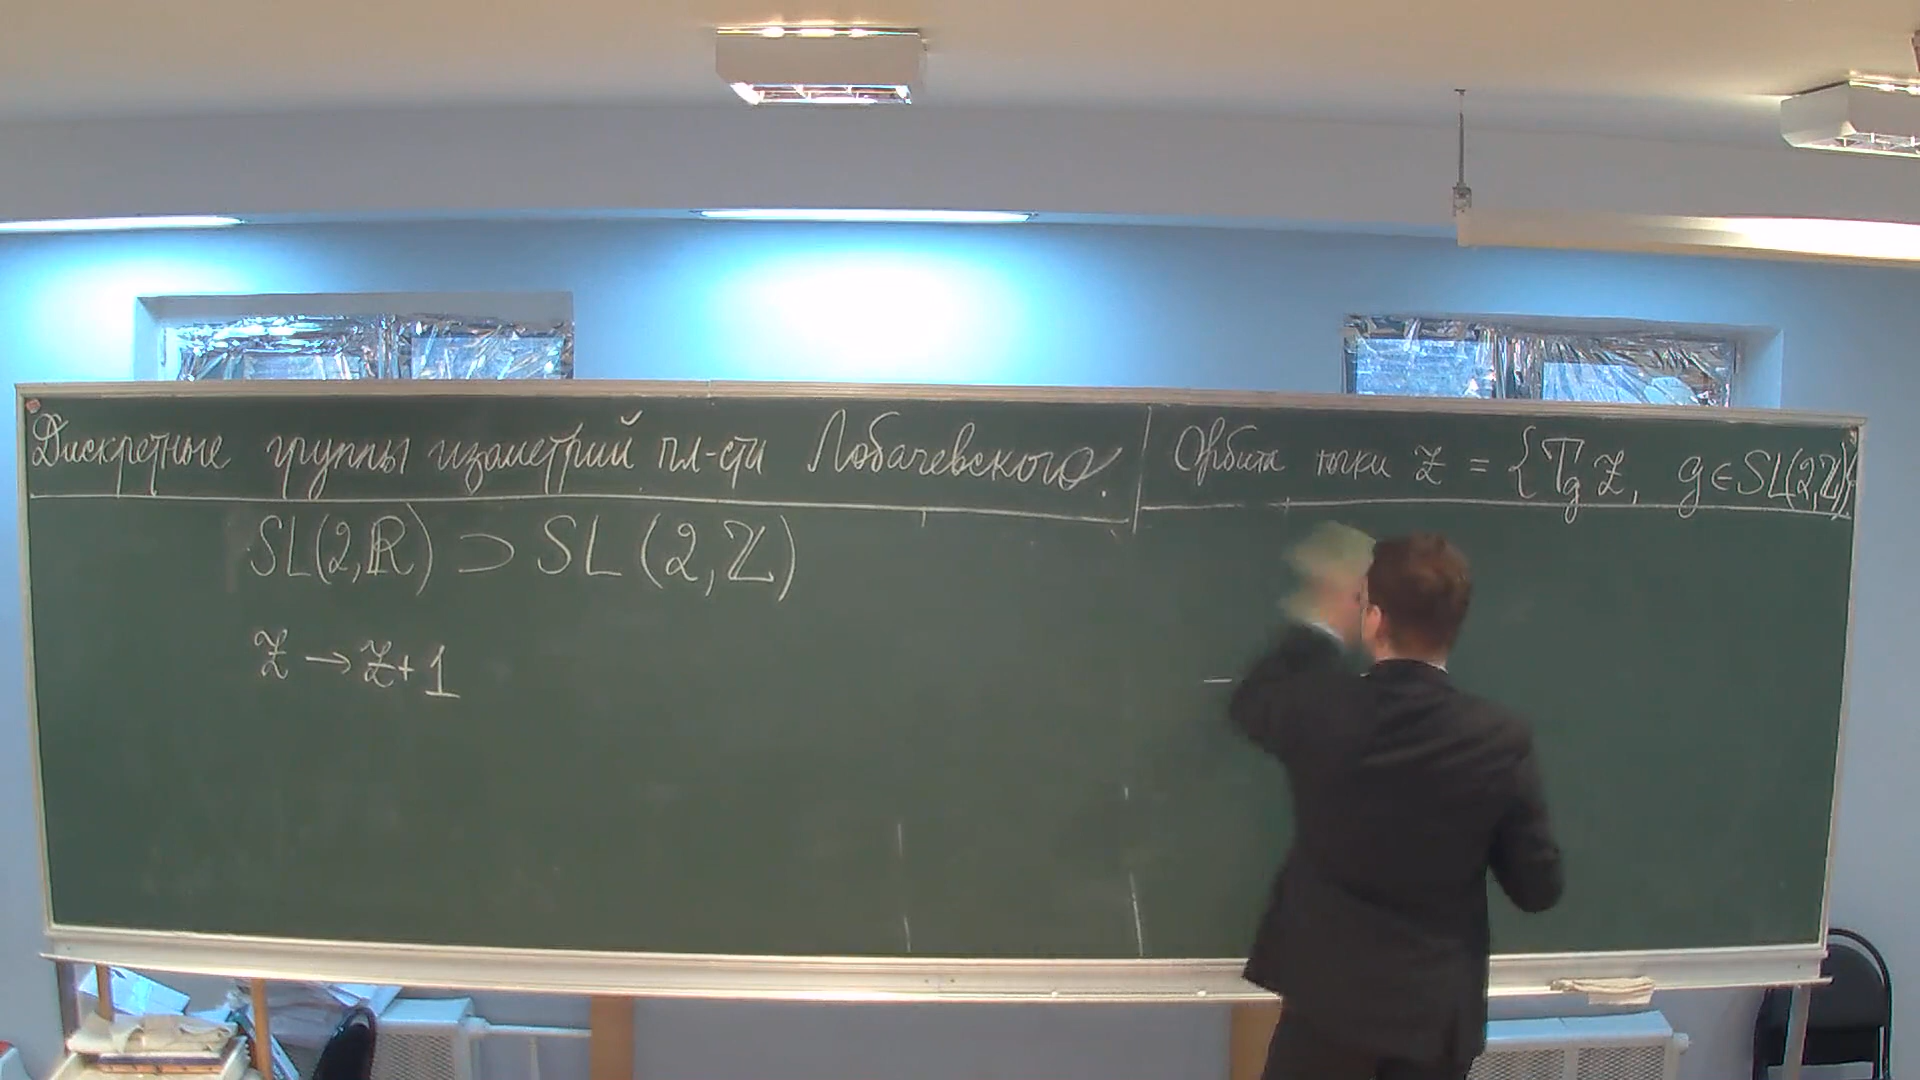 Дискретные группы изометрий пл-сти Лобачевского.
SL(2,ℝ) ⊃ SL(2,ℤ)
z → z+1
Орбита точки z = {T_g z, g ∈ SL(2,ℤ)}